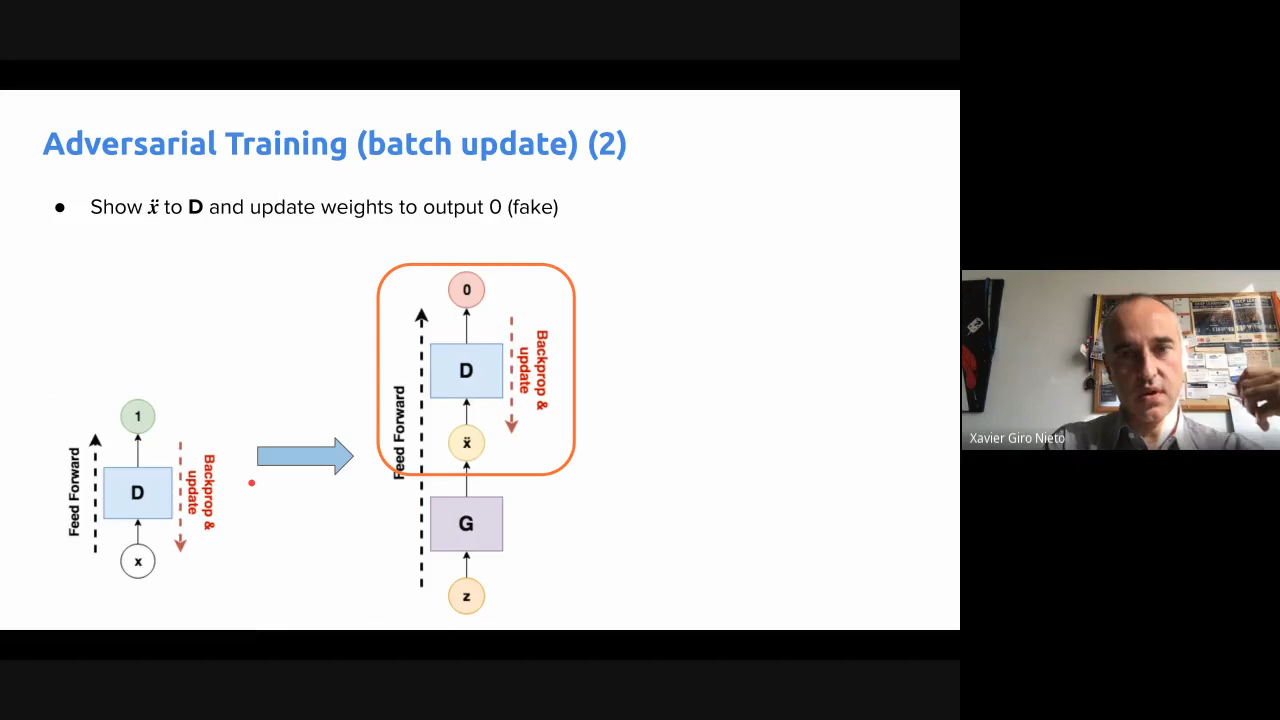 Adversarial Training (batch update) (2)
● Show ẍ to D and update weights to output 0 (fake)
1
Feed Forward
D
Backprop &
update
x
0
Feed Forward
D
Backprop &
update
ẍ
G
z
Xavier Giro Nieto